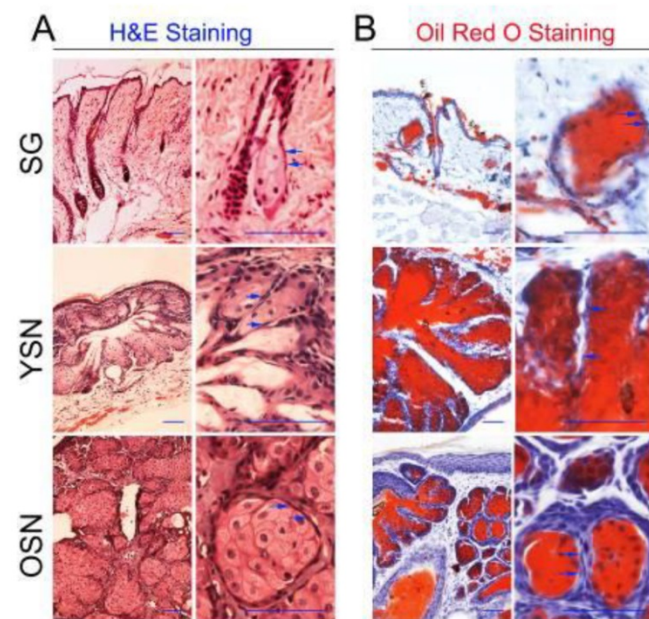 A
H&E Staining
B
Oil Red O Staining
SG
YSN
OSN